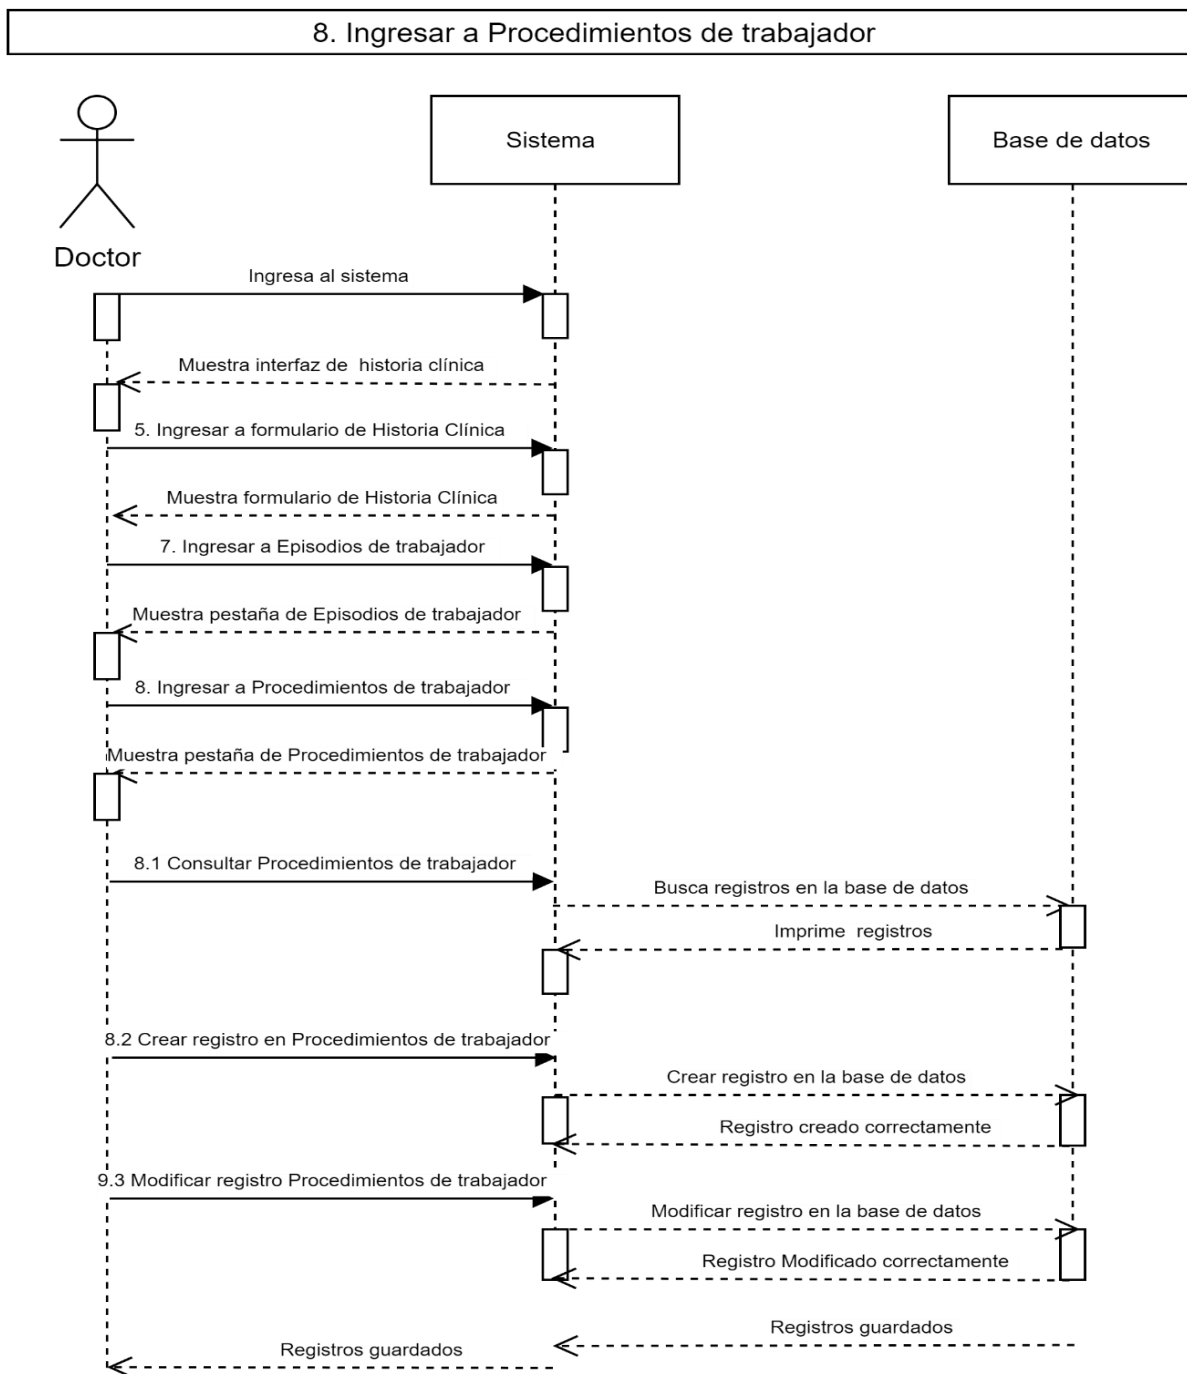 8. Ingresar a Procedimientos de trabajador
Sistema
Base de datos
Doctor
Ingresa al sistema
Muestra interfaz de historia clínica
5. Ingresar a formulario de Historia Clínica
Muestra formulario de Historia Clínica
7. Ingresar a Episodios de trabajador
Muestra pestaña de Episodios de trabajador
8. Ingresar a Procedimientos de trabajador
Muestra pestaña de Procedimientos de trabajador
8.1 Consultar Procedimientos de trabajador
Busca registros en la base de datos
Imprime registros
8.2 Crear registro en Procedimientos de trabajador
Crear registro en la base de datos
Registro creado correctamente
9.3 Modificar registro Procedimientos de trabajador
Modificar registro en la base de datos
Registro Modificado correctamente
Registros guardados
Registros guardados